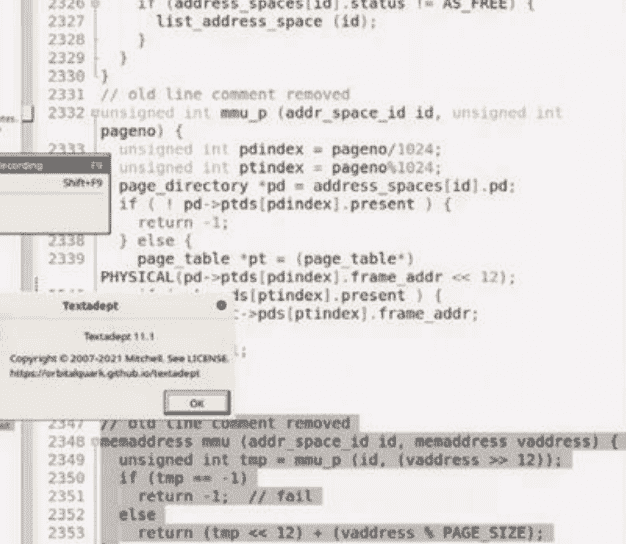 2326 if (address_spaces[id].status != AS_FREE) {
2327 list_address_space (id);
2328 }
2329 }
2330 }
2331 // old line comment removed
2332 unsigned int mmu_p (addr_space_id id, unsigned int
pageno) {
2333 unsigned int pdindex = pageno/1024;
unsigned int ptindex = pageno%1024;
page_directory *pd = address_spaces[id].pd;
if ( ! pd->ptds[pdindex].present ) {
return -1;
2338 } else {
2339 page_table *pt = (page_table*)
PHYSICAL(pd->ptds[pdindex].frame_addr << 12);
ds[ptindex].present ) {
->pds[ptindex].frame_addr;
;
2347 // old line comment removed
2348 memaddress mmu (addr_space_id id, memaddress vaddress) {
2349 unsigned int tmp = mmu_p (id, (vaddress >> 12));
2350 if (tmp == -1)
2351 return -1; // fail
2352 else
2353 return (tmp << 12) + (vaddress % PAGE_SIZE);
ecording F9
Shift+F9
Textadept
Textadept 11.1
Copyright © 2007-2021 Mitchell. See LICENSE.
https://orbitalquark.github.io/textadept
OK